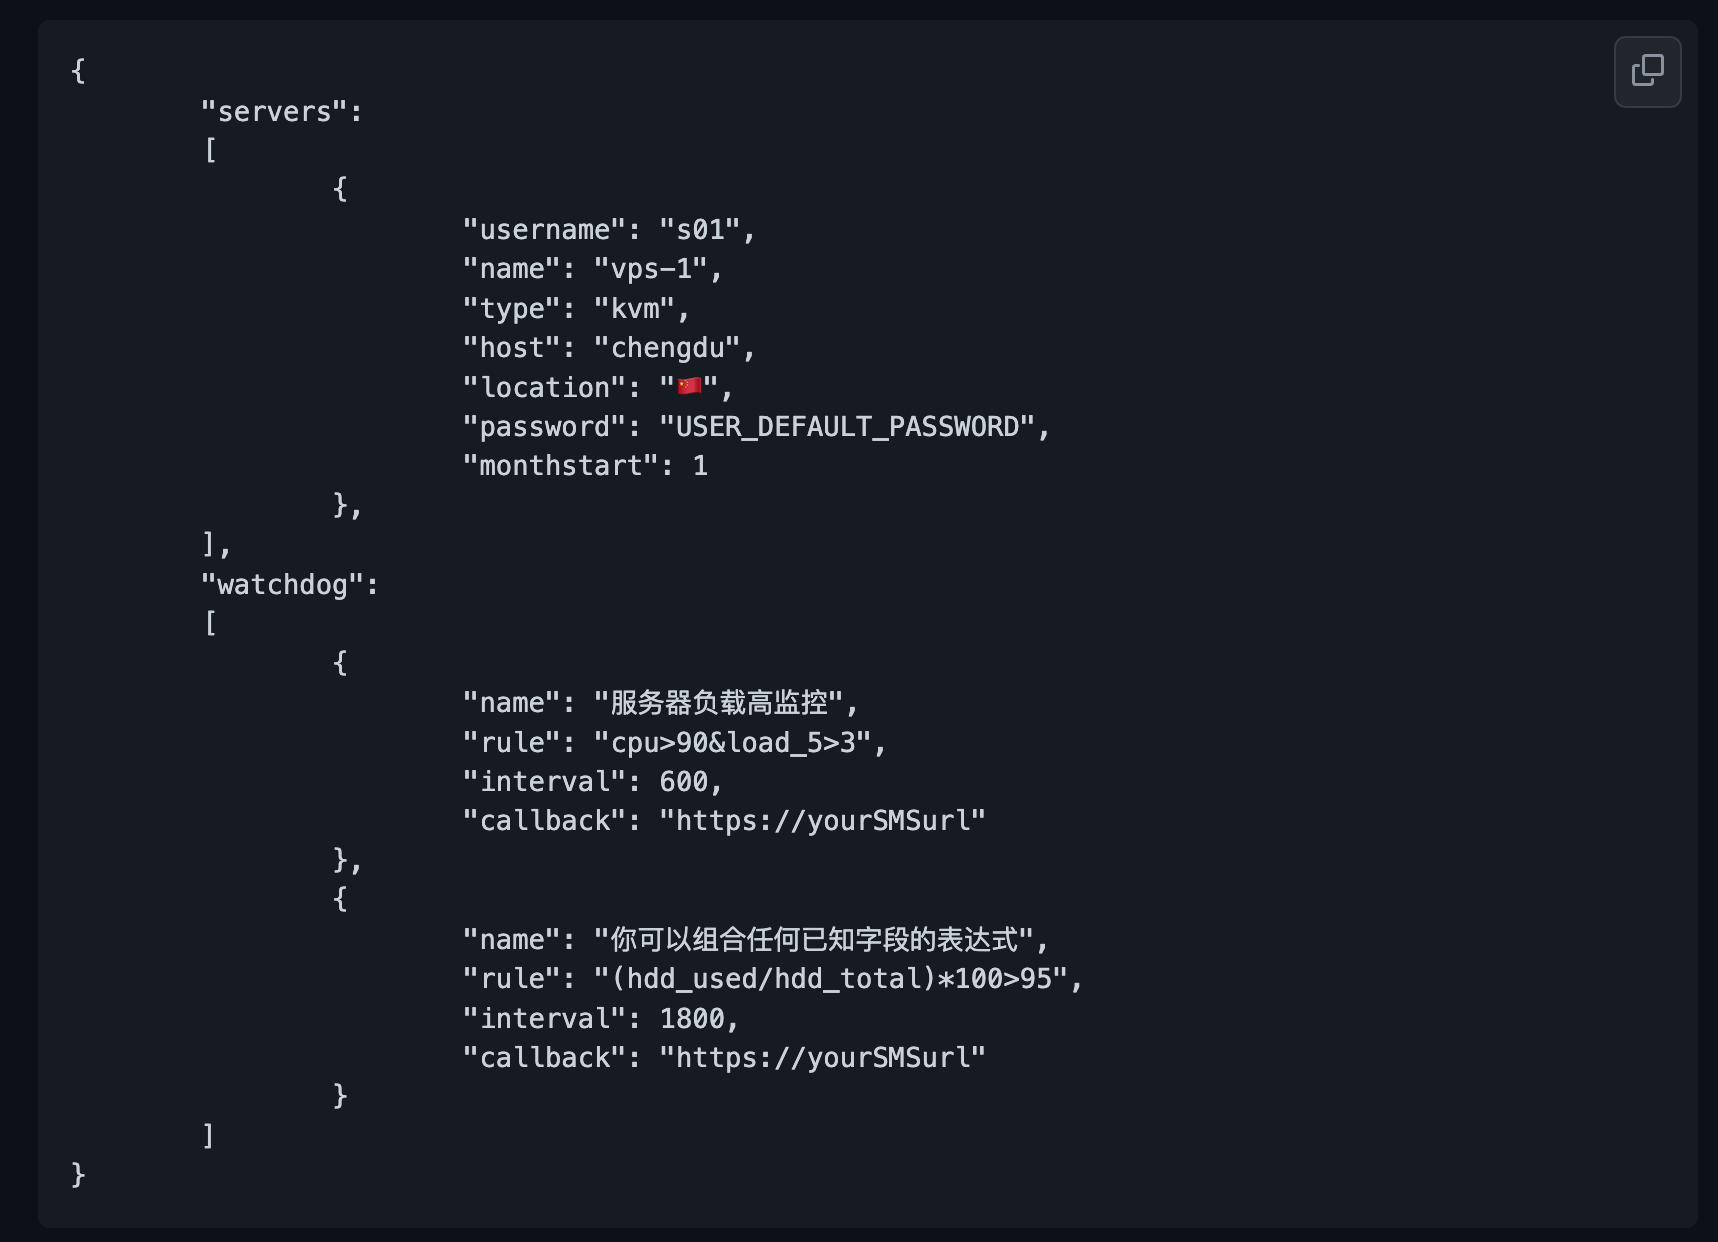 {
"servers":
[
{
"username": "s01",
"name": "vps-1",
"type": "kvm",
"host": "chengdu",
"location": "🇨🇳",
"password": "USER_DEFAULT_PASSWORD",
"monthstart": 1
},
],
"watchdog":
[
{
"name": "服务器负载高监控",
"rule": "cpu>90&load_5>3",
"interval": 600,
"callback": "https://yourSMSurl"
},
{
"name": "你可以组合任何已知字段的表达式",
"rule": "(hdd_used/hdd_total)*100>95",
"interval": 1800,
"callback": "https://yourSMSurl"
}
]
}